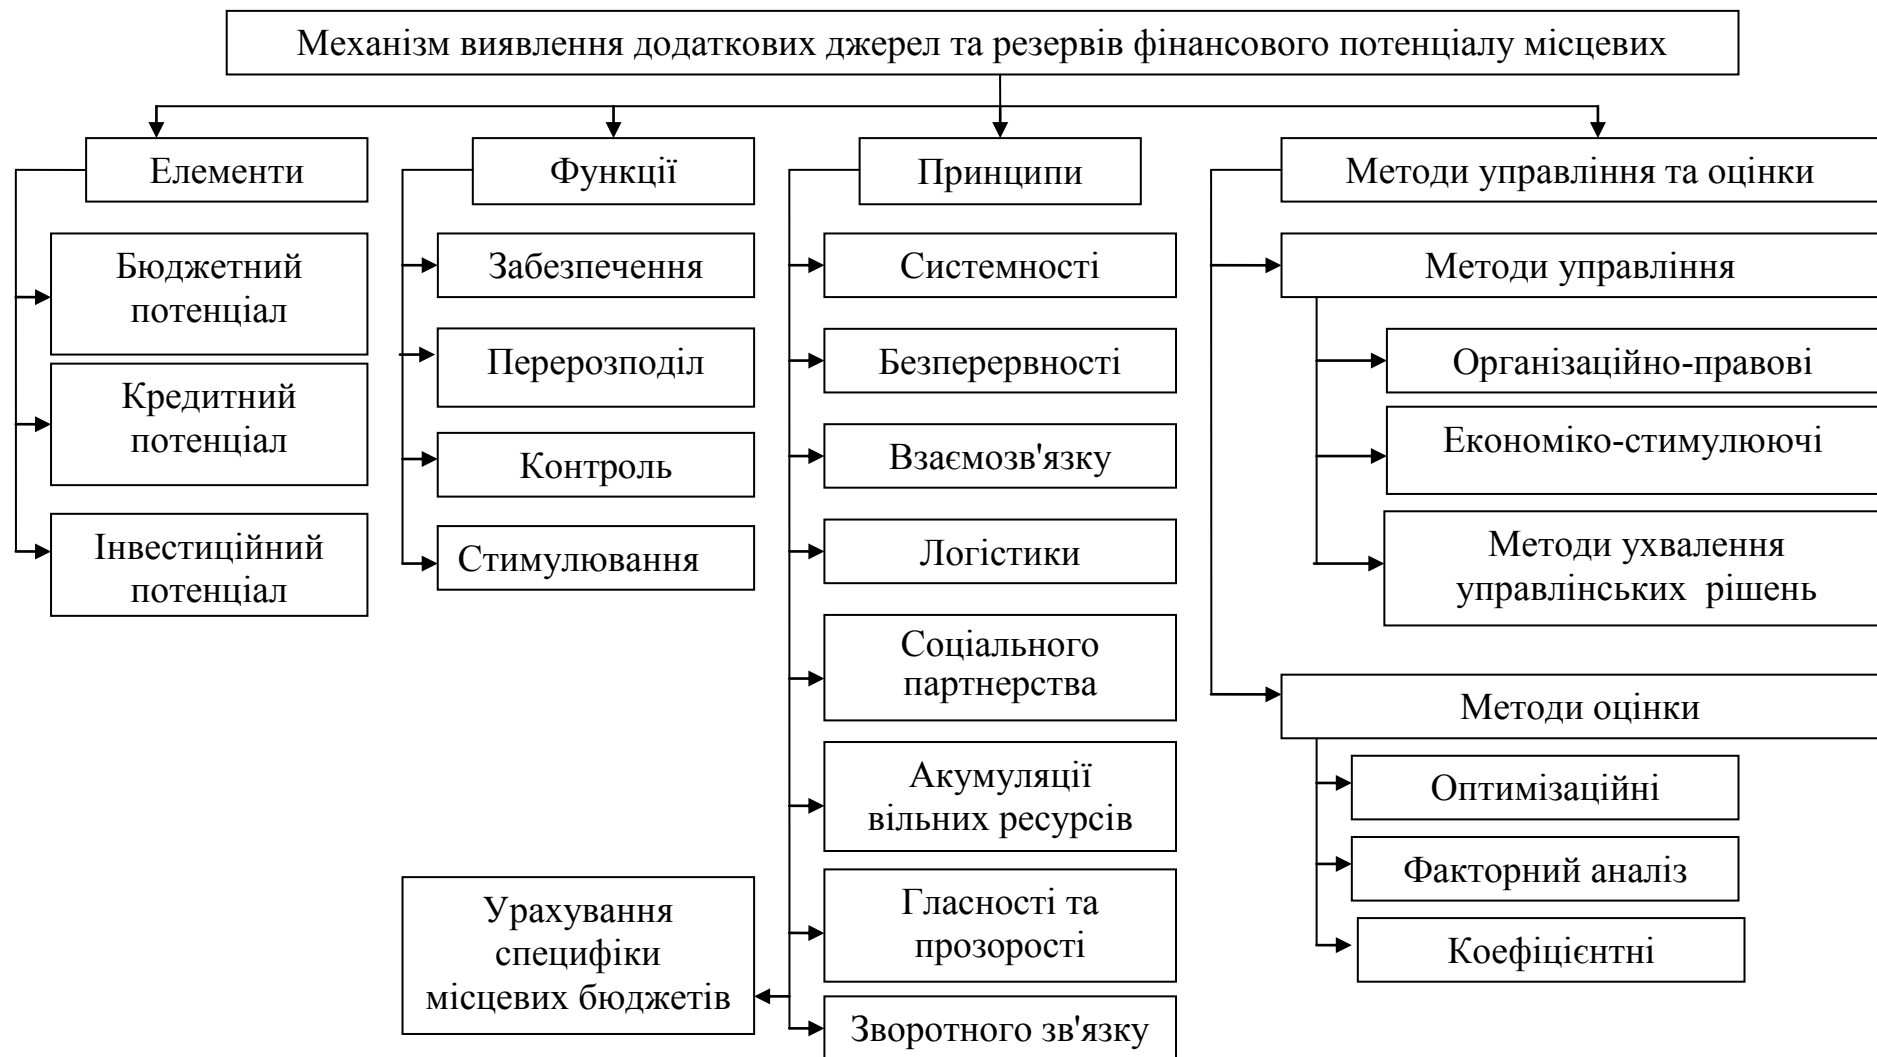 Механізм виявлення додаткових джерел та резервів фінансового потенціалу місцевих
Елементи
Бюджетний
потенціал
Кредитний
потенціал
Інвестиційний
потенціал
Функції
Забезпечення
Перерозподіл
Контроль
Стимулювання
Принципи
Системності
Безперервності
Взаємозв'язку
Логістики
Соціального
партнерства
Акумуляції
вільних ресурсів
Гласності та
прозорості
Зворотного зв'язку
Урахування
специфіки
місцевих бюджетів
Методи управління та оцінки
Методи управління
Організаційно-правові
Економіко-стимулюючі
Методи ухвалення
управлінських рішень
Методи оцінки
Оптимізаційні
Факторний аналіз
Коефіцієнтні